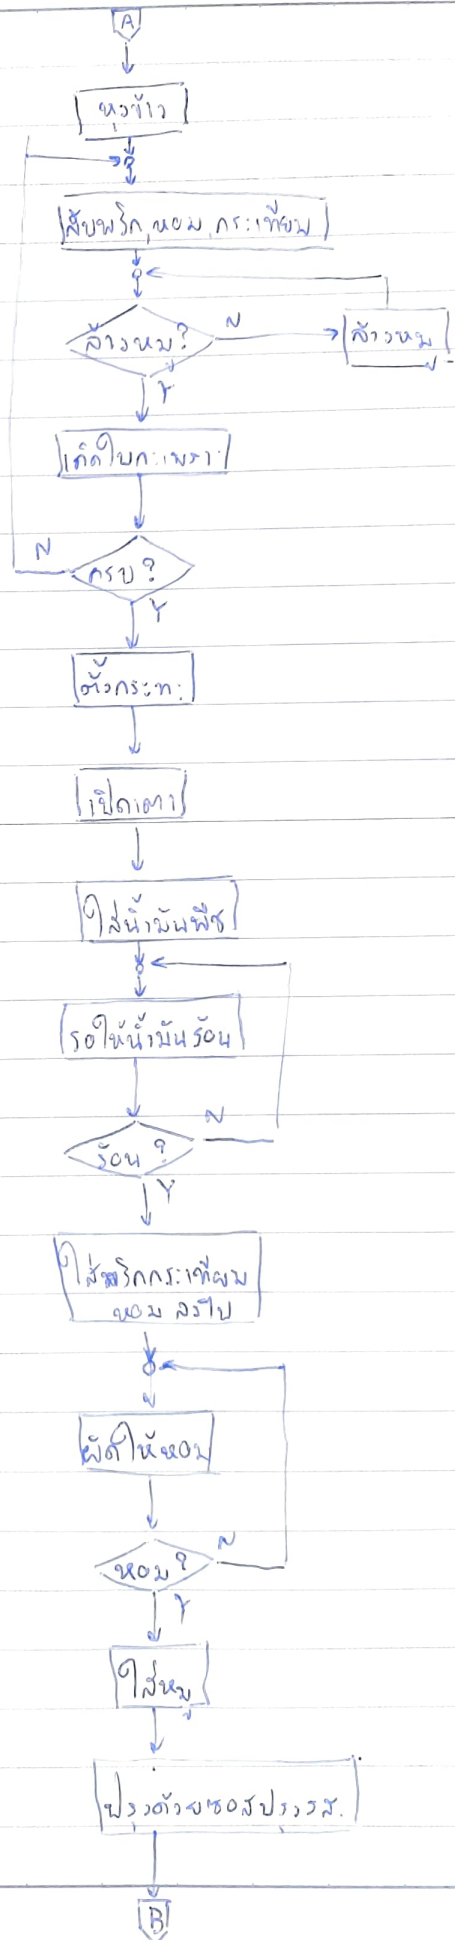 A
หุงข้าว
สับพริก,หอม,กระเทียม
ล้างหมู?
N
ล้างหมู
Y
เด็ดใบกะเพรา
N
ครบ?
Y
ตั้งกระทะ
เปิดเตา
ใส่น้ำมันพืช
รอให้น้ำมันร้อน
N
ร้อน?
Y
ใส่พริกกระเทียม
หอม ลงไป
ผัดให้หอม
N
หอม?
Y
ใส่หมู
ปรุงด้วยซอสปรุงรส.
B